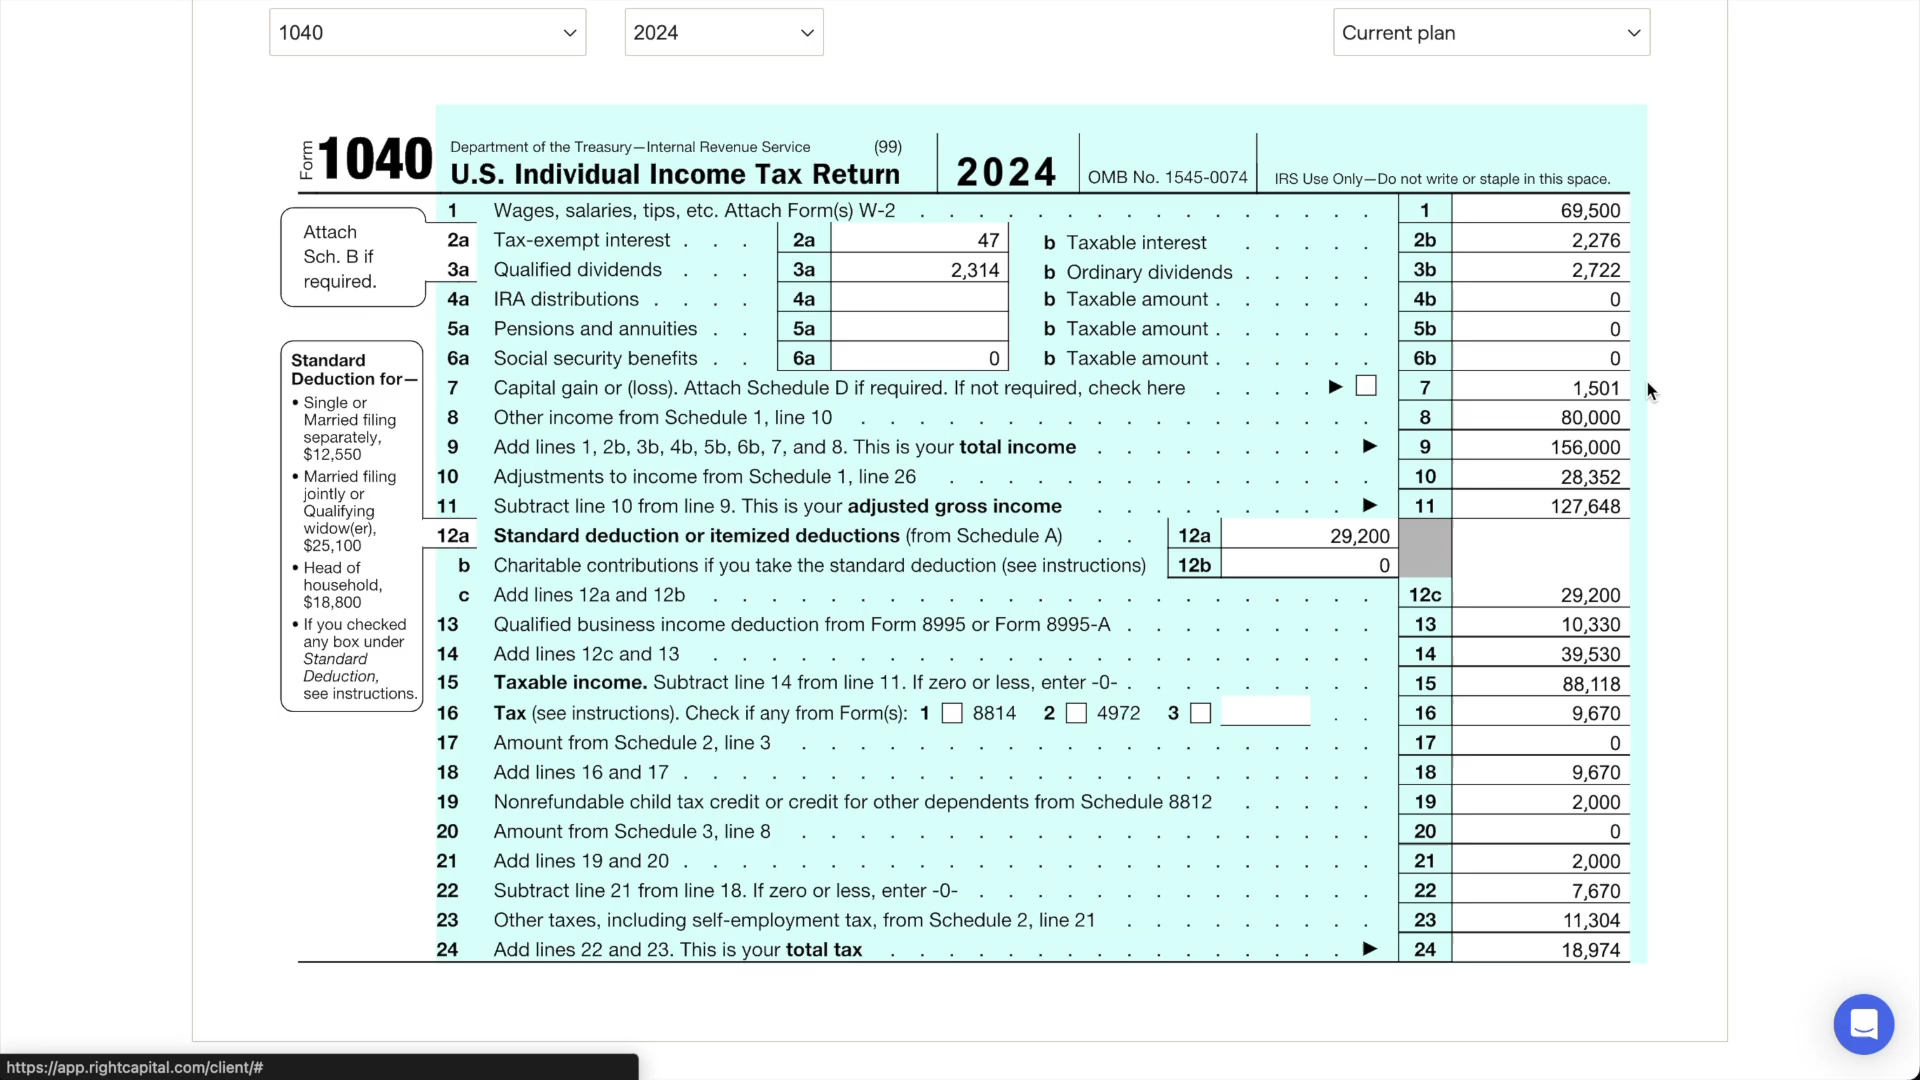 1040 2024 Current plan
Form 1040 Department of the Treasury—Internal Revenue Service (99)
U.S. Individual Income Tax Return 2024 OMB No. 1545-0074 IRS Use Only—Do not write or staple in this space.
Attach
Sch. B if
required.
1 Wages, salaries, tips, etc. Attach Form(s) W-2 . . . . . . . . . . . . . . . . 1 69,500
2a Tax-exempt interest . . . 2a 47 b Taxable interest . . . . . 2b 2,276
3a Qualified dividends . . . 3a 2,314 b Ordinary dividends . . . . . 3b 2,722
4a IRA distributions . . . . 4a b Taxable amount . . . . . . 4b 0
5a Pensions and annuities . . 5a b Taxable amount . . . . . . 5b 0
6a Social security benefits . . 6a 0 b Taxable amount . . . . . . 6b 0
Standard
Deduction for—
• Single or
Married filing
separately,
$12,550
• Married filing
jointly or
Qualifying
widow(er),
$25,100
• Head of
household,
$18,800
• If you checked
any box under
Standard
Deduction,
see instructions.
7 Capital gain or (loss). Attach Schedule D if required. If not required, check here . . . . ▶ 7 1,501
8 Other income from Schedule 1, line 10 . . . . . . . . . . . . . . . . . . 8 80,000
9 Add lines 1, 2b, 3b, 4b, 5b, 6b, 7, and 8. This is your total income . . . . . . . . . ▶ 9 156,000
10 Adjustments to income from Schedule 1, line 26 . . . . . . . . . . . . . . . 10 28,352
11 Subtract line 10 from line 9. This is your adjusted gross income . . . . . . . . . ▶ 11 127,648
12a Standard deduction or itemized deductions (from Schedule A) . . 12a 29,200
b Charitable contributions if you take the standard deduction (see instructions) 12b 0
c Add lines 12a and 12b . . . . . . . . . . . . . . . . . . . . . . . 12c 29,200
13 Qualified business income deduction from Form 8995 or Form 8995-A . . . . . . . . . 13 10,330
14 Add lines 12c and 13 . . . . . . . . . . . . . . . . . . . . . . . 14 39,530
15 Taxable income. Subtract line 14 from line 11. If zero or less, enter -0- . . . . . . . . . 15 88,118
16 Tax (see instructions). Check if any from Form(s): 1 8814 2 4972 3 . . 16 9,670
17 Amount from Schedule 2, line 3 . . . . . . . . . . . . . . . . . . . . 17 0
18 Add lines 16 and 17 . . . . . . . . . . . . . . . . . . . . . . . . 18 9,670
19 Nonrefundable child tax credit or credit for other dependents from Schedule 8812 . . . . . 19 2,000
20 Amount from Schedule 3, line 8 . . . . . . . . . . . . . . . . . . . . 20 0
21 Add lines 19 and 20 . . . . . . . . . . . . . . . . . . . . . . . . 21 2,000
22 Subtract line 21 from line 18. If zero or less, enter -0- . . . . . . . . . . . . . . 22 7,670
23 Other taxes, including self-employment tax, from Schedule 2, line 21 . . . . . . . . . 23 11,304
24 Add lines 22 and 23. This is your total tax . . . . . . . . . . . . . . . . ▶ 24 18,974
https://app.rightcapital.com/client/#